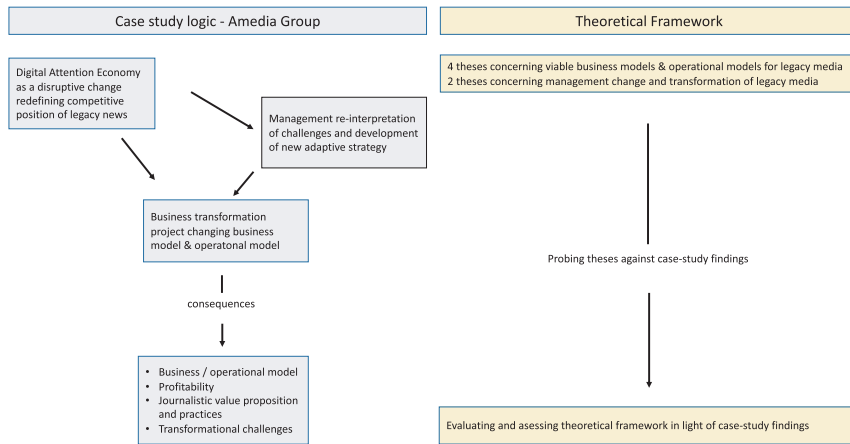 Case study logic - Amedia Group
Digital Attention Economy
as a disruptive change
redefining competitive
position of legacy news
Management re-interpretation
of challenges and development
of new adaptive strategy
Business transformation
project changing business
model & operatonal model
consequences
• Business / operational model
• Profitability
• Journalistic value proposition
and practices
• Transformational challenges
Theoretical Framework
4 theses concerning viable business models & operational models for legacy media
2 theses concerning management change and transformation of legacy media
Probing theses against case-study findings
Evaluating and asessing theoretical framework in light of case-study findings